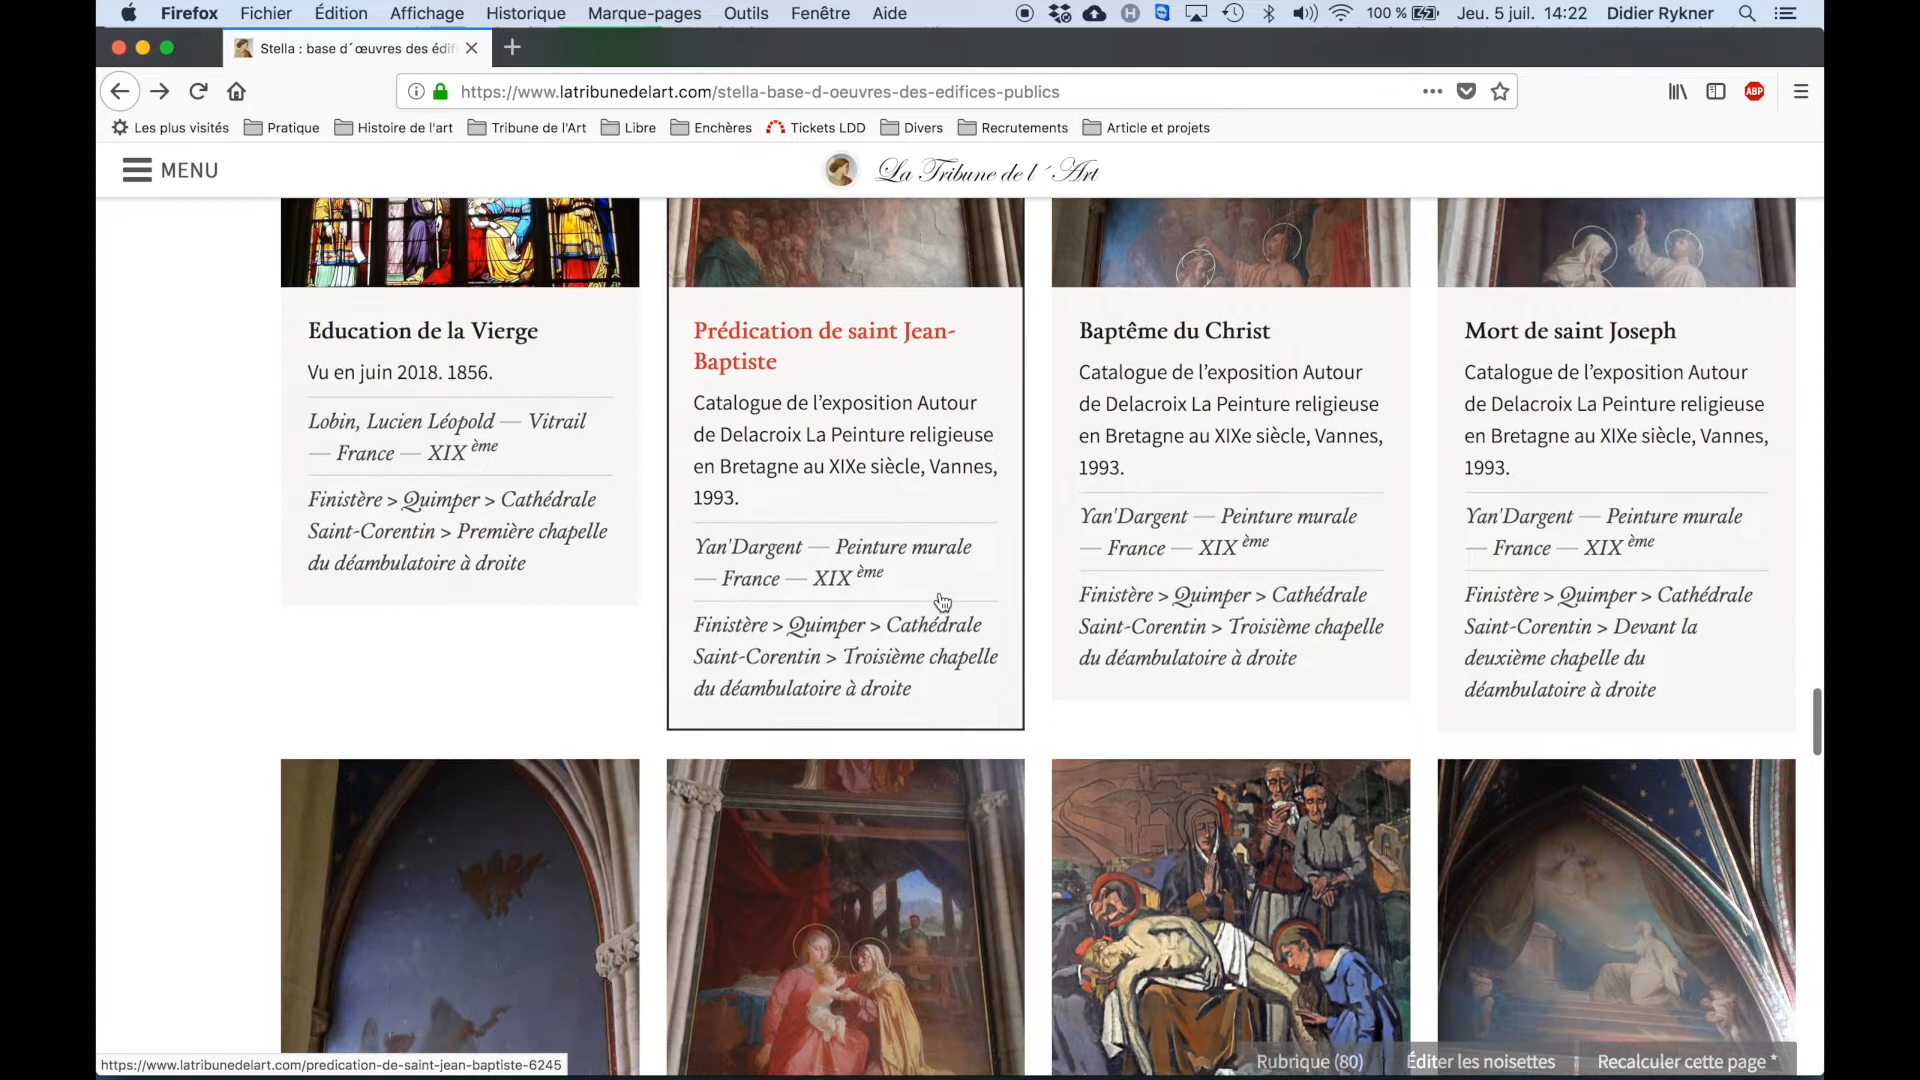 Firefox Fichier Édition Affichage Historique Marque-pages Outils Fenêtre Aide 100 % Jeu. 5 juil. 14:22 Didier Rykner
Stella : base d´œuvres des édif
https://www.latribunedelart.com/stella-base-d-oeuvres-des-edifices-publics
ABP
Les plus visités Pratique Histoire de l'art Tribune de l'Art Libre Enchères Tickets LDD Divers Recrutements Article et projets
MENU La Tribune de l´Art
Education de la Vierge
Vu en juin 2018. 1856.
Lobin, Lucien Léopold — Vitrail
— France — XIX ème
Finistère > Quimper > Cathédrale
Saint-Corentin > Première chapelle
du déambulatoire à droite
Prédication de saint Jean-
Baptiste
Catalogue de l’exposition Autour
de Delacroix La Peinture religieuse
en Bretagne au XIXe siècle, Vannes,
1993.
Yan'Dargent — Peinture murale
— France — XIX ème
Finistère > Quimper > Cathédrale
Saint-Corentin > Troisième chapelle
du déambulatoire à droite
Baptême du Christ
Catalogue de l’exposition Autour
de Delacroix La Peinture religieuse
en Bretagne au XIXe siècle, Vannes,
1993.
Yan'Dargent — Peinture murale
— France — XIX ème
Finistère > Quimper > Cathédrale
Saint-Corentin > Troisième chapelle
du déambulatoire à droite
Mort de saint Joseph
Catalogue de l’exposition Autour
de Delacroix La Peinture religieuse
en Bretagne au XIXe siècle, Vannes,
1993.
Yan'Dargent — Peinture murale
— France — XIX ème
Finistère > Quimper > Cathédrale
Saint-Corentin > Devant la
deuxième chapelle du
déambulatoire à droite
https://www.latribunedelart.com/predication-de-saint-jean-baptiste-6245
Rubrique (80) Éditer les noisettes Recalculer cette page *